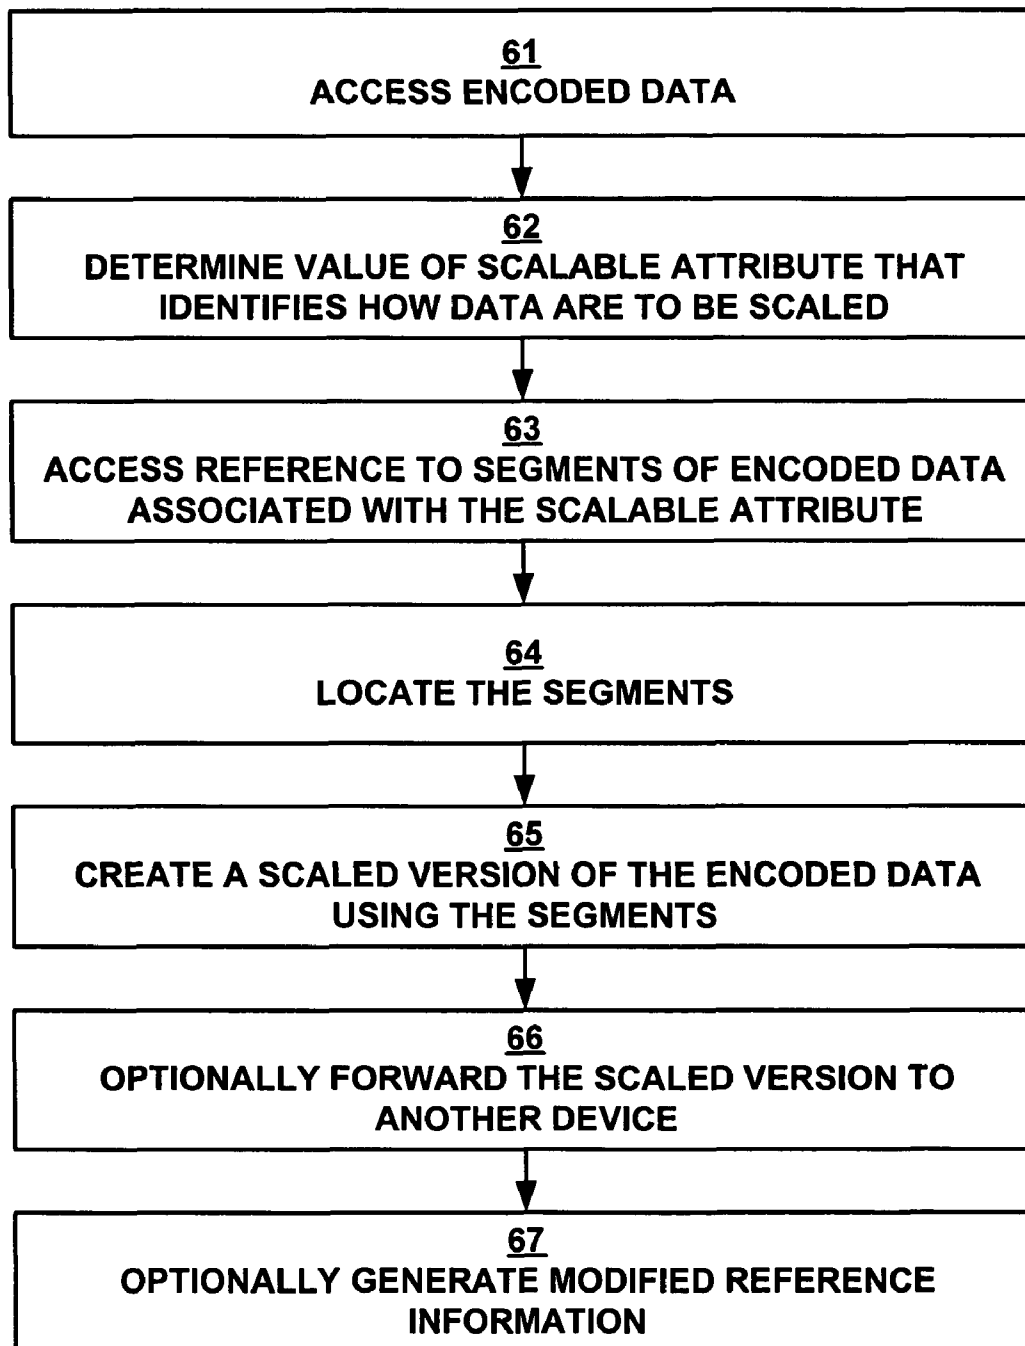 61
ACCESS ENCODED DATA
62
DETERMINE VALUE OF SCALABLE ATTRIBUTE THAT
IDENTIFIES HOW DATA ARE TO BE SCALED
63
ACCESS REFERENCE TO SEGMENTS OF ENCODED DATA
ASSOCIATED WITH THE SCALABLE ATTRIBUTE
64
LOCATE THE SEGMENTS
65
CREATE A SCALED VERSION OF THE ENCODED DATA
USING THE SEGMENTS
66
OPTIONALLY FORWARD THE SCALED VERSION TO
ANOTHER DEVICE
67
OPTIONALLY GENERATE MODIFIED REFERENCE
INFORMATION